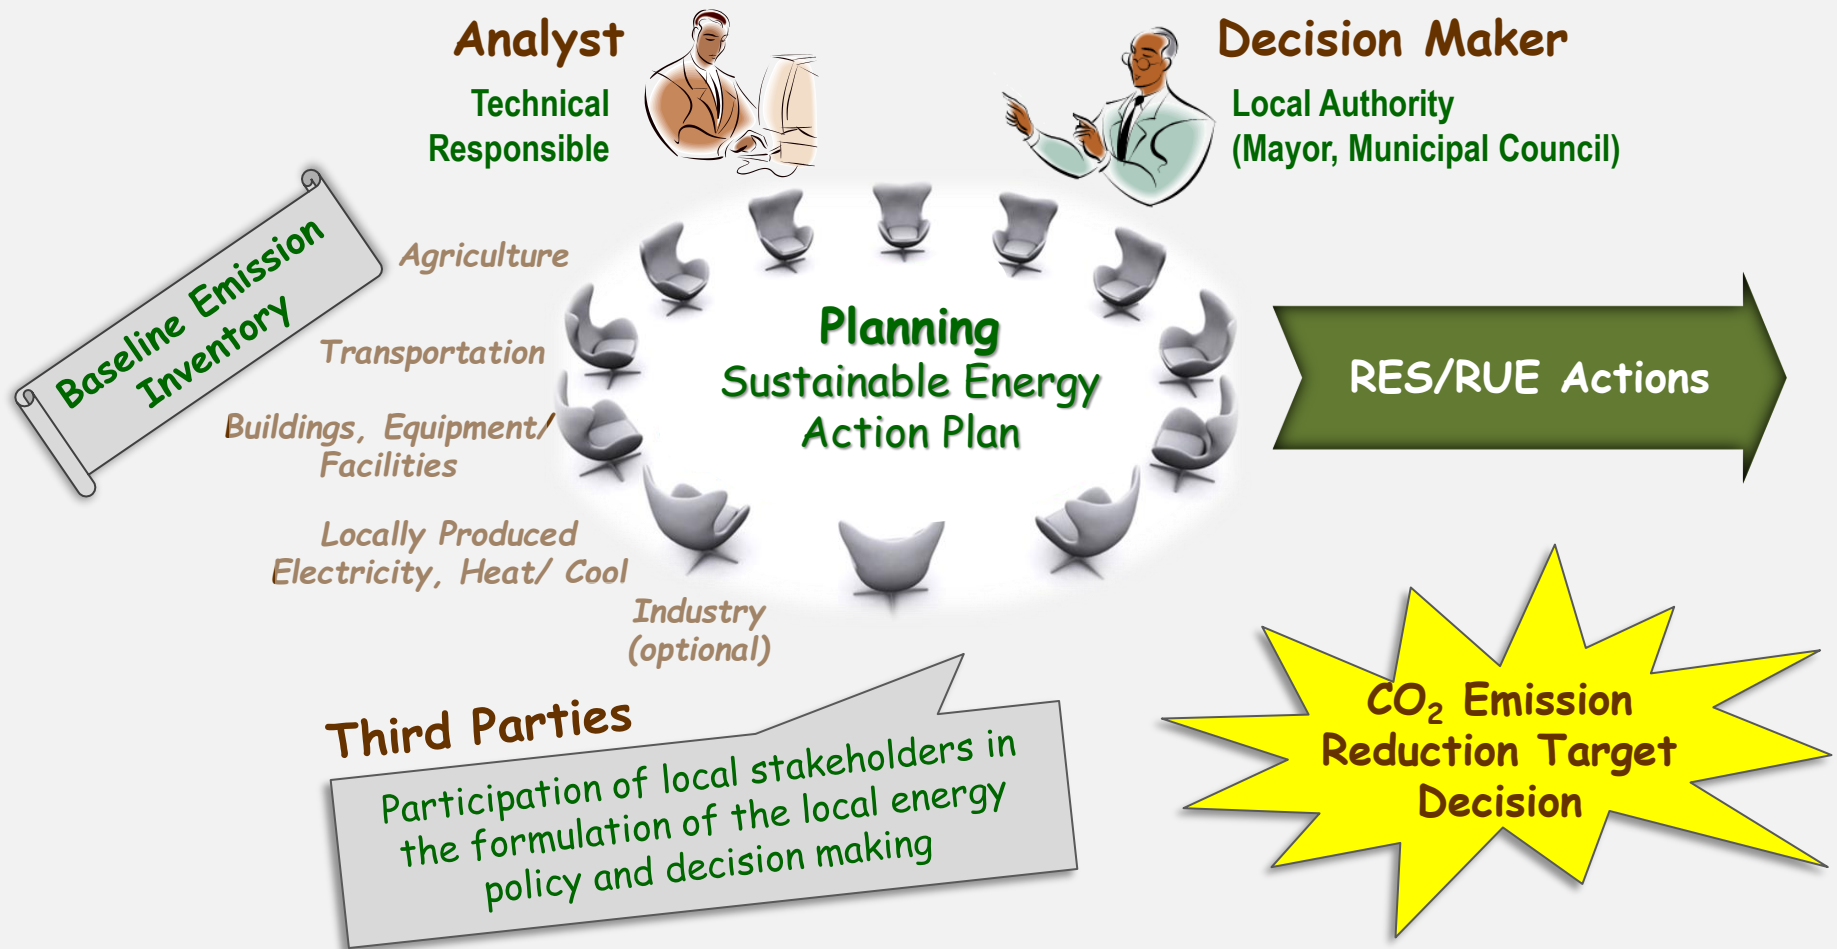 Analyst
Technical
Responsible
Decision Maker
Local Authority
(Mayor, Municipal Council)
Baseline Emission
Inventory
Agriculture
Transportation
Buildings, Equipment/
Facilities
Locally Produced
Electricity, Heat/ Cool
Industry
(optional)
Planning
Sustainable Energy
Action Plan
RES/RUE Actions
Third Parties
Participation of local stakeholders in
the formulation of the local energy
policy and decision making
CO₂ Emission
Reduction Target
Decision